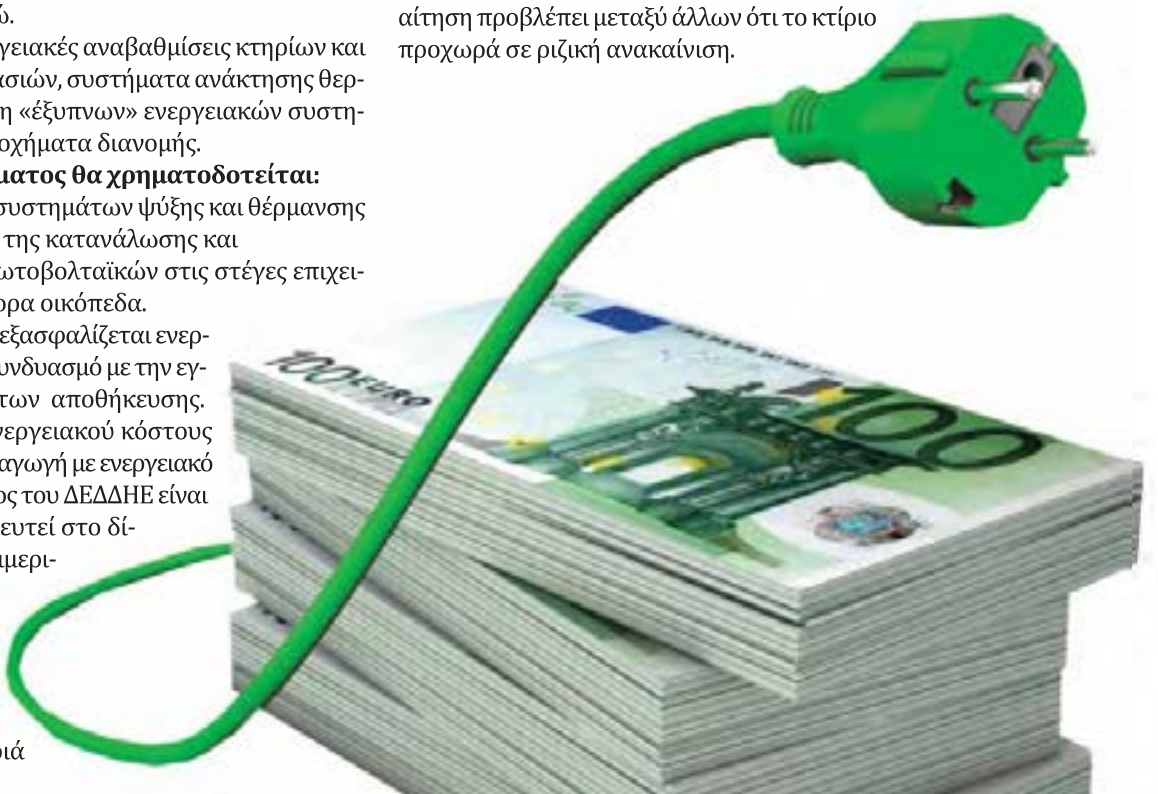 ώ.
γειακές αναβαθμίσεις κτηρίων και
ασιών, συστήματα ανάκτησης θερ-
η «έξυπνων» ενεργειακών συστη-
οχήματα διανομής.
ματος θα χρηματοδοτείται:
συστημάτων ψύξης και θέρμανσης
της κατανάλωσης και
ωτοβολταϊκών στις στέγες επιχει-
ορα οικόπεδα.
εξασφαλίζεται ενερ-
υνδυασμό με την εγ-
των αποθήκευσης.
νεργειακού κόστους
αγωγή με ενεργειακό
ος του ΔΕΔΔΗΕ είναι
ευτεί στο δί-
ιμερι-
ριά
αίτηση προβλέπει μεταξύ άλλων ότι το κτίριο
προχωρά σε ριζική ανακαίνιση.
100 EURO
100